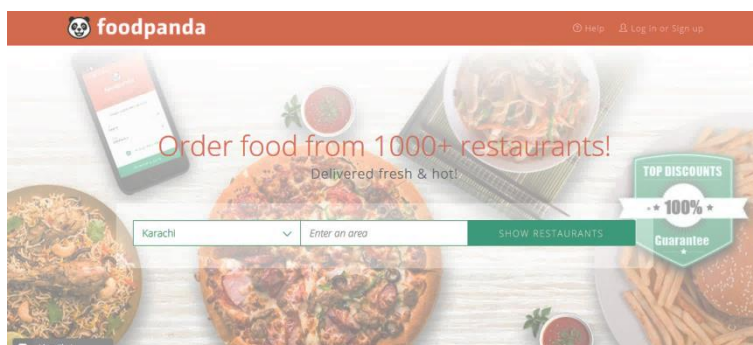 foodpanda
Help
Log in or Sign up
Order food from 1000+ restaurants!
Delivered fresh & hot!
TOP DISCOUNTS
100%
Guarantee
Karachi
Enter an area
SHOW RESTAURANTS